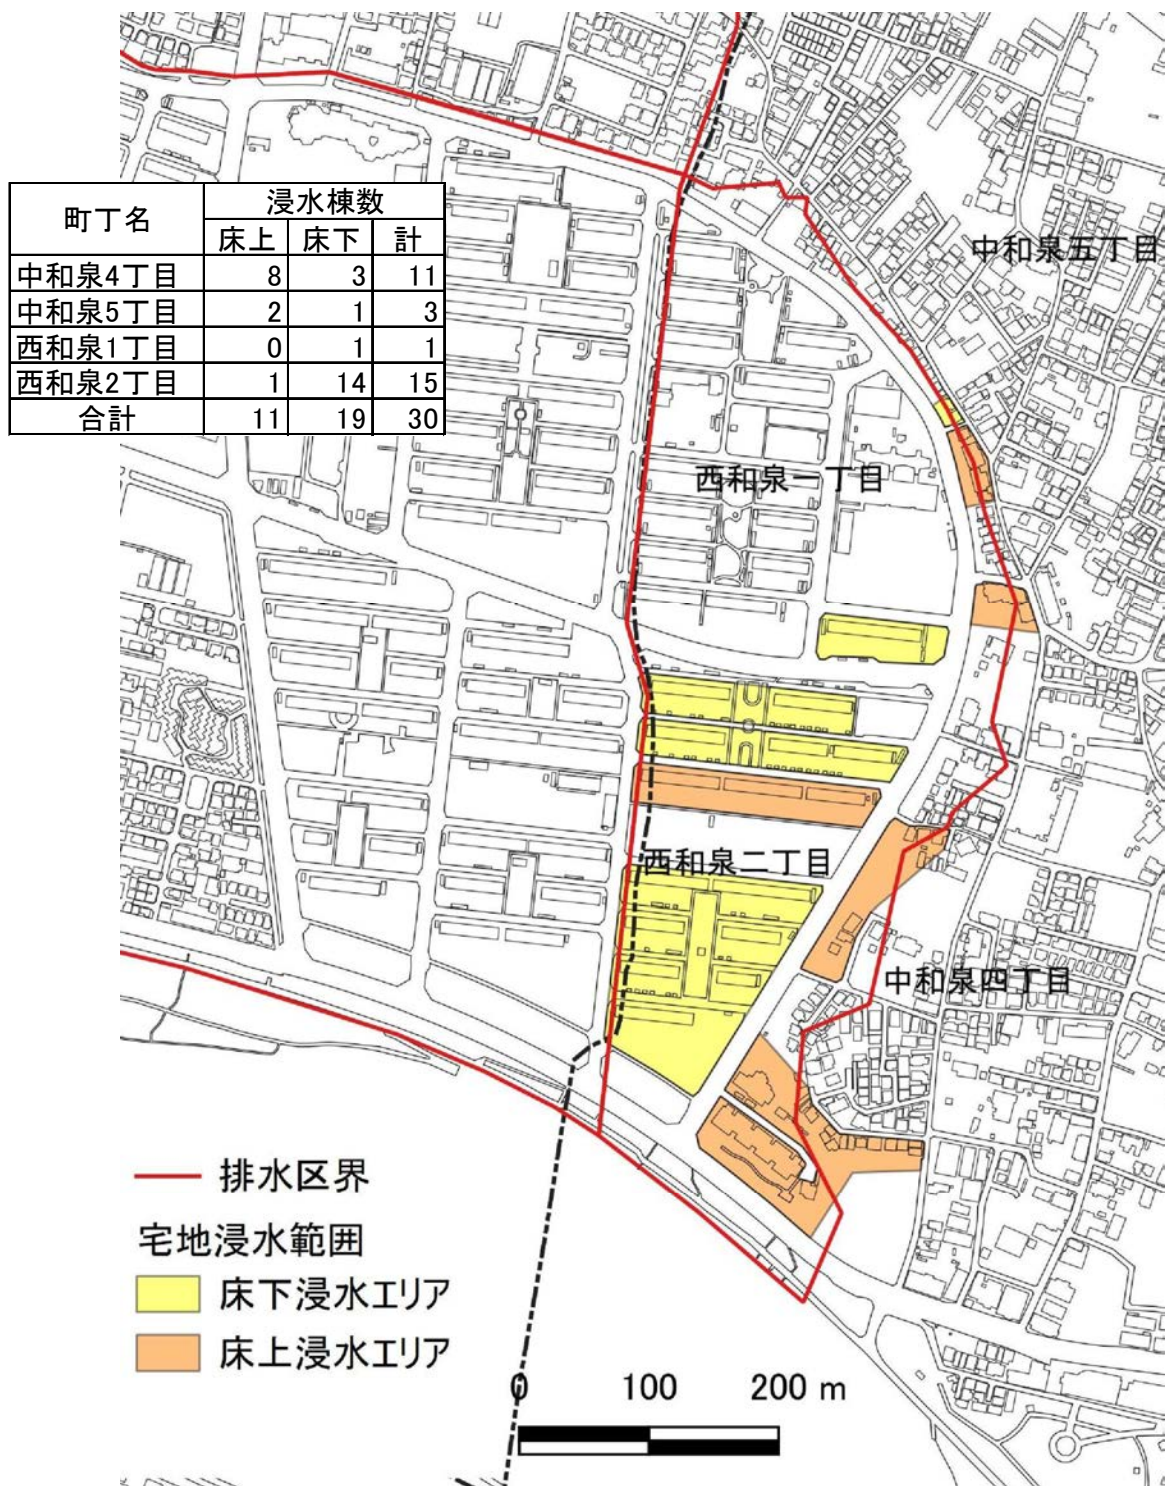 町丁名 浸水棟数
床上 床下 計
中和泉4丁目 8 3 11
中和泉5丁目 2 1 3
西和泉1丁目 0 1 1
西和泉2丁目 1 14 15
合計 11 19 30
中和泉五丁目
西和泉一丁目
西和泉二丁目
中和泉四丁目
排水区界
宅地浸水範囲
床下浸水エリア
床上浸水エリア
0 100 200 m